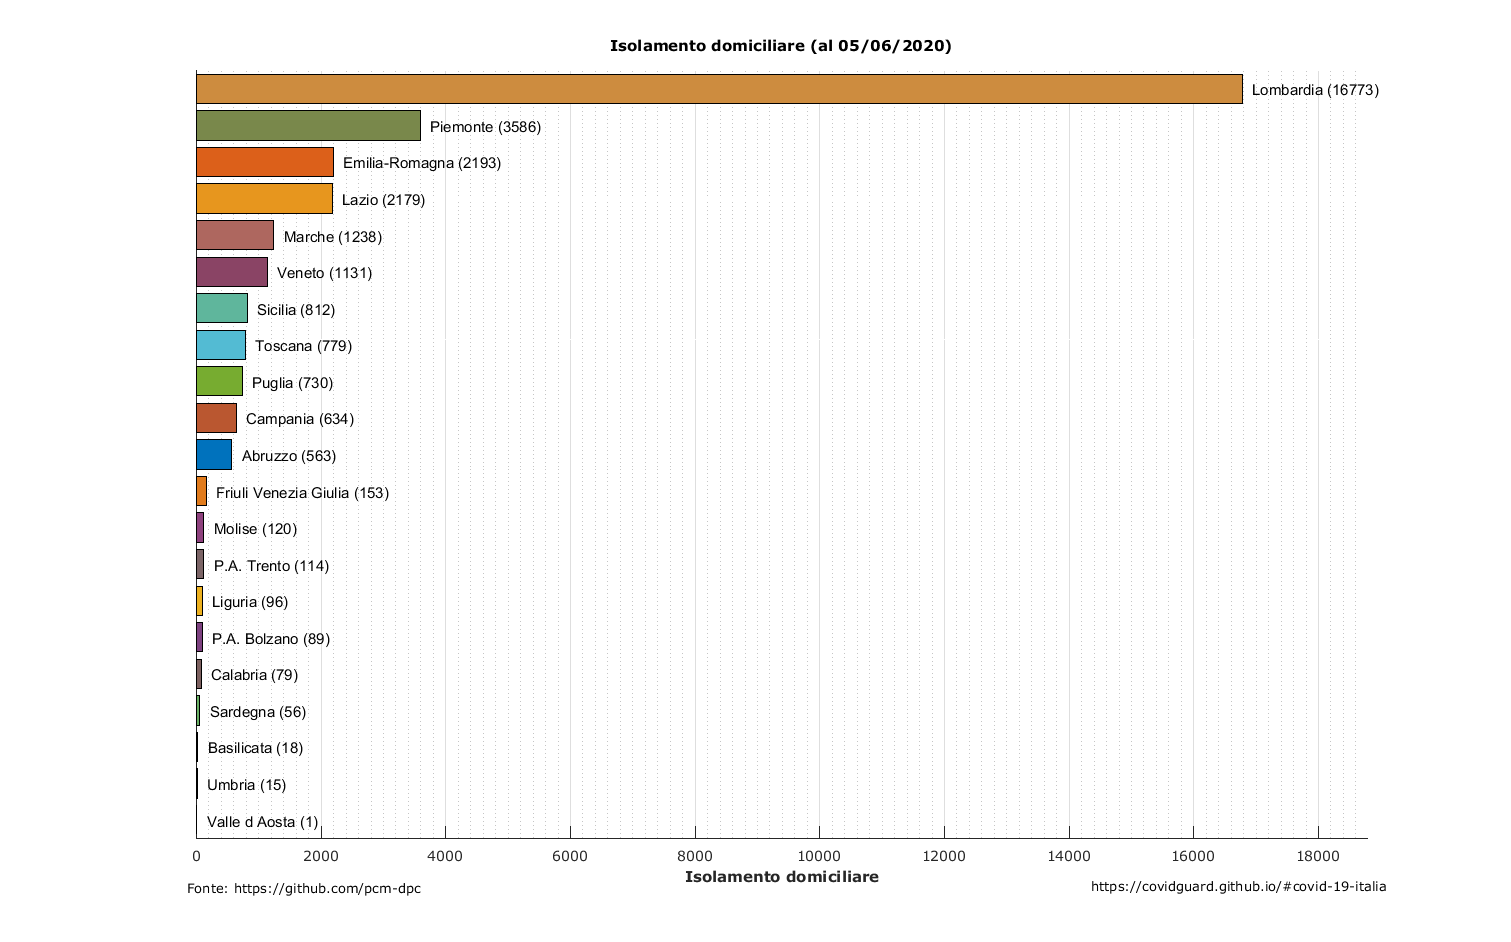 Isolamento domiciliare (al 05/06/2020)
Lombardia (16773)
Piemonte (3586)
Emilia-Romagna (2193)
Lazio (2179)
Marche (1238)
Veneto (1131)
Sicilia (812)
Toscana (779)
Puglia (730)
Campania (634)
Abruzzo (563)
Friuli Venezia Giulia (153)
Molise (120)
P.A. Trento (114)
Liguria (96)
P.A. Bolzano (89)
Calabria (79)
Sardegna (56)
Basilicata (18)
Umbria (15)
Valle d Aosta (1)
0 2000 4000 6000 8000 10000 12000 14000 16000 18000
Isolamento domiciliare
Fonte: https://github.com/pcm-dpc
https://covidguard.github.io/#covid-19-italia